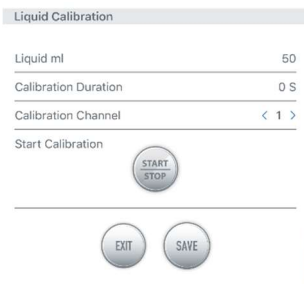 Liquid Calibration
Liquid ml 50
Calibration Duration 0 S
Calibration Channel < 1 >
Start Calibration
START
STOP
EXIT SAVE